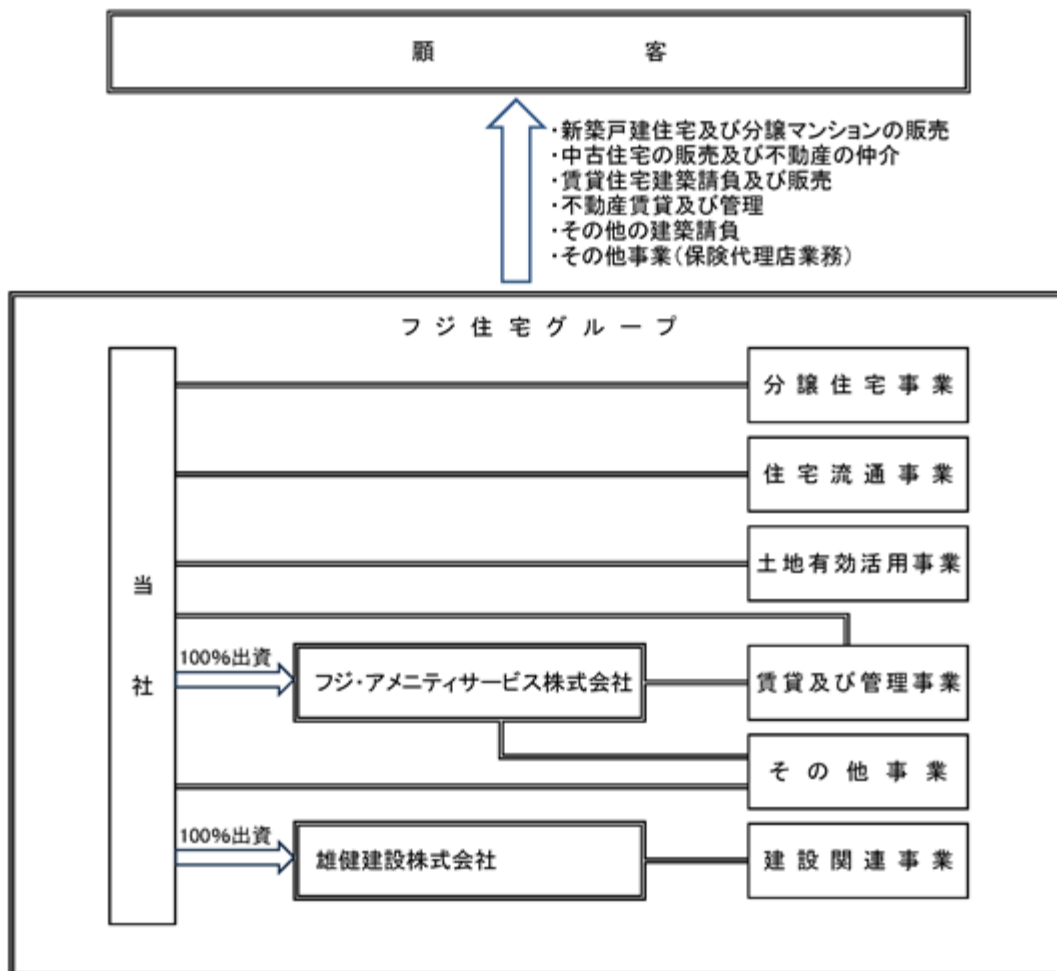 顧客
・新築戸建住宅及び分譲マンションの販売
・中古住宅の販売及び不動産の仲介
・賃貸住宅建築請負及び販売
・不動産賃貸及び管理
・その他の建築請負
・その他事業(保険代理店業務)
フジ住宅グループ
当社
分譲住宅事業
住宅流通事業
土地有効活用事業
100%出資
フジ・アメニティサービス株式会社
賃貸及び管理事業
その他事業
100%出資
雄健建設株式会社
建設関連事業